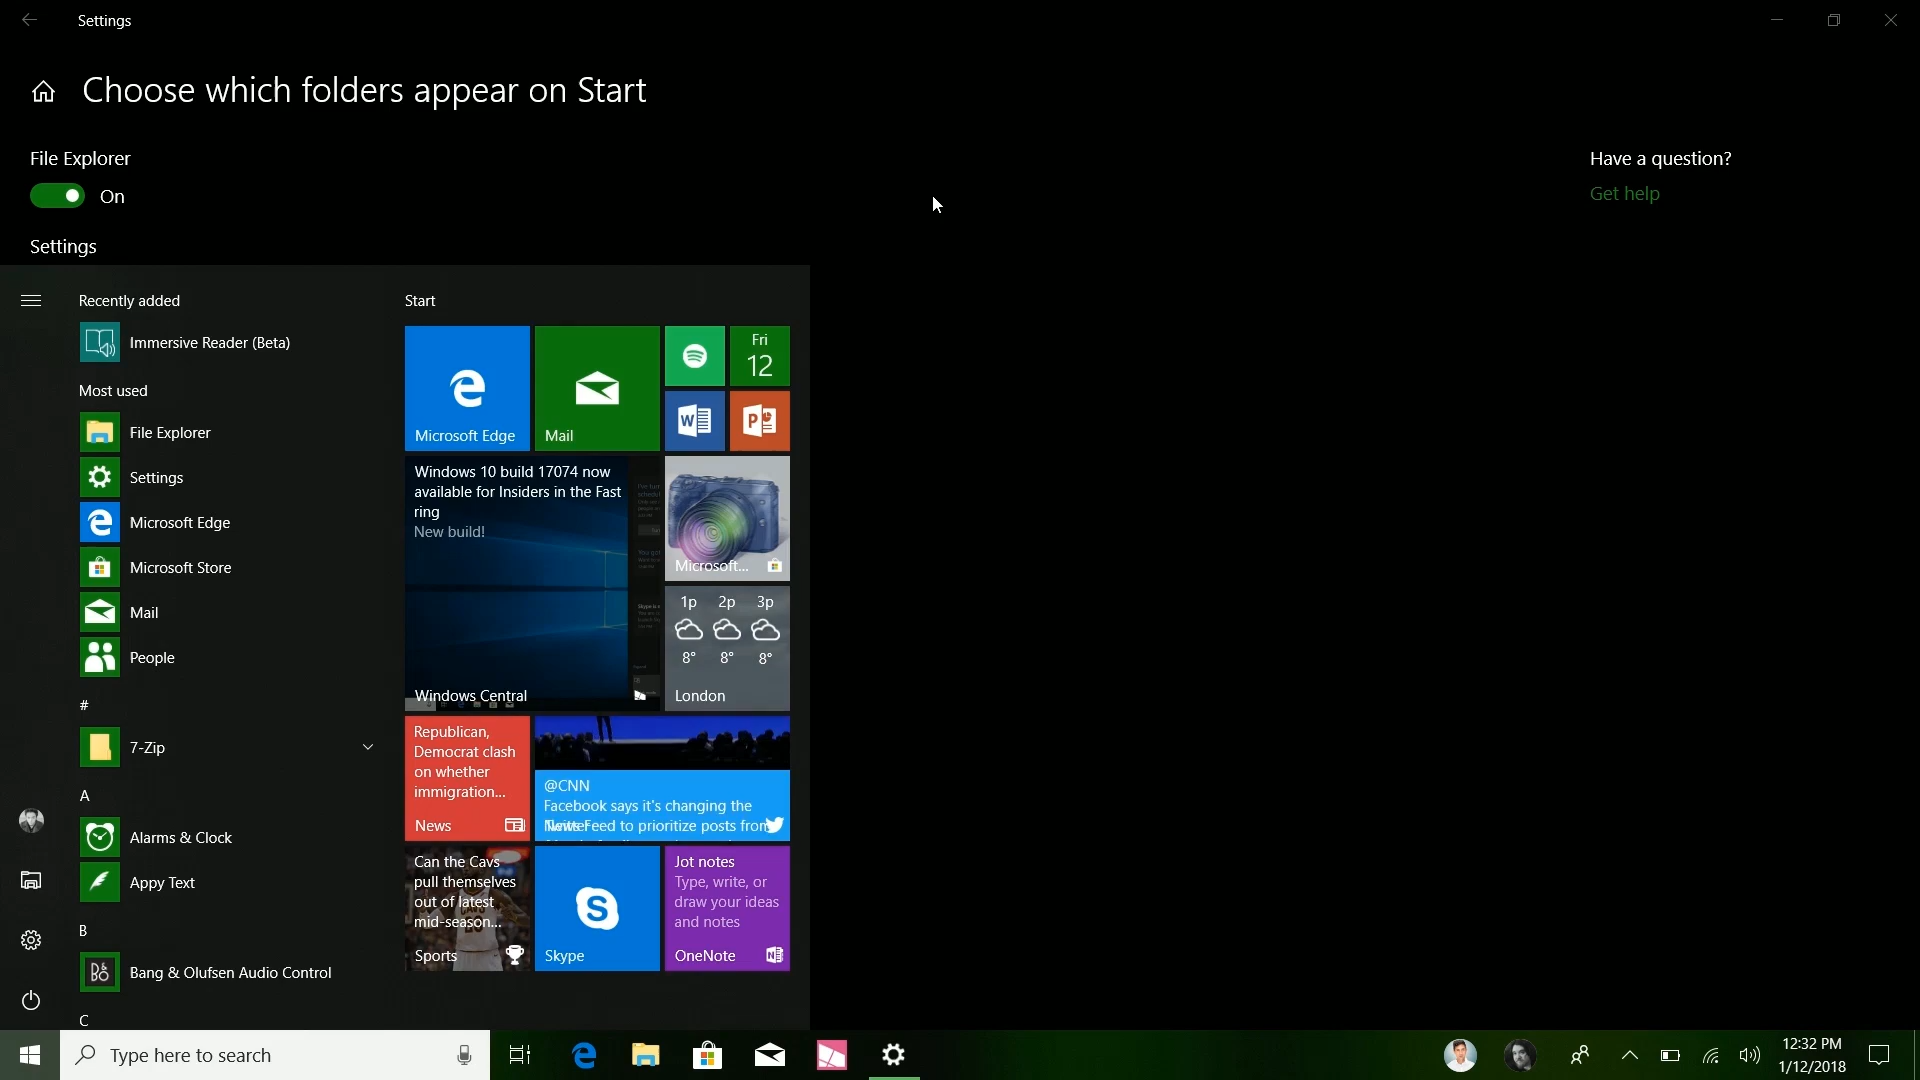 Settings
Choose which folders appear on Start
File Explorer
On
Settings
Have a question?
Get help
Recently added
Immersive Reader (Beta)
Most used
File Explorer
Settings
Microsoft Edge
Microsoft Store
Mail
People
#
7-Zip
A
Alarms & Clock
Appy Text
B
Bang & Olufsen Audio Control
C
Start
Microsoft Edge
Mail
Fri
12
Windows 10 build 17074 now
available for Insiders in the Fast
ring
New build!
Windows Central
Microsoft...
1p 2p 3p
8° 8° 8°
London
Republican,
Democrat clash
on whether
immigration...
News
@CNN
Facebook says it's changing the
News Feed to prioritize posts from
Twitter
Can the Cavs
pull themselves
out of latest
mid-season...
Sports
Skype
Jot notes
Type, write, or
draw your ideas
and notes
OneNote
Type here to search
12:32 PM
1/12/2018